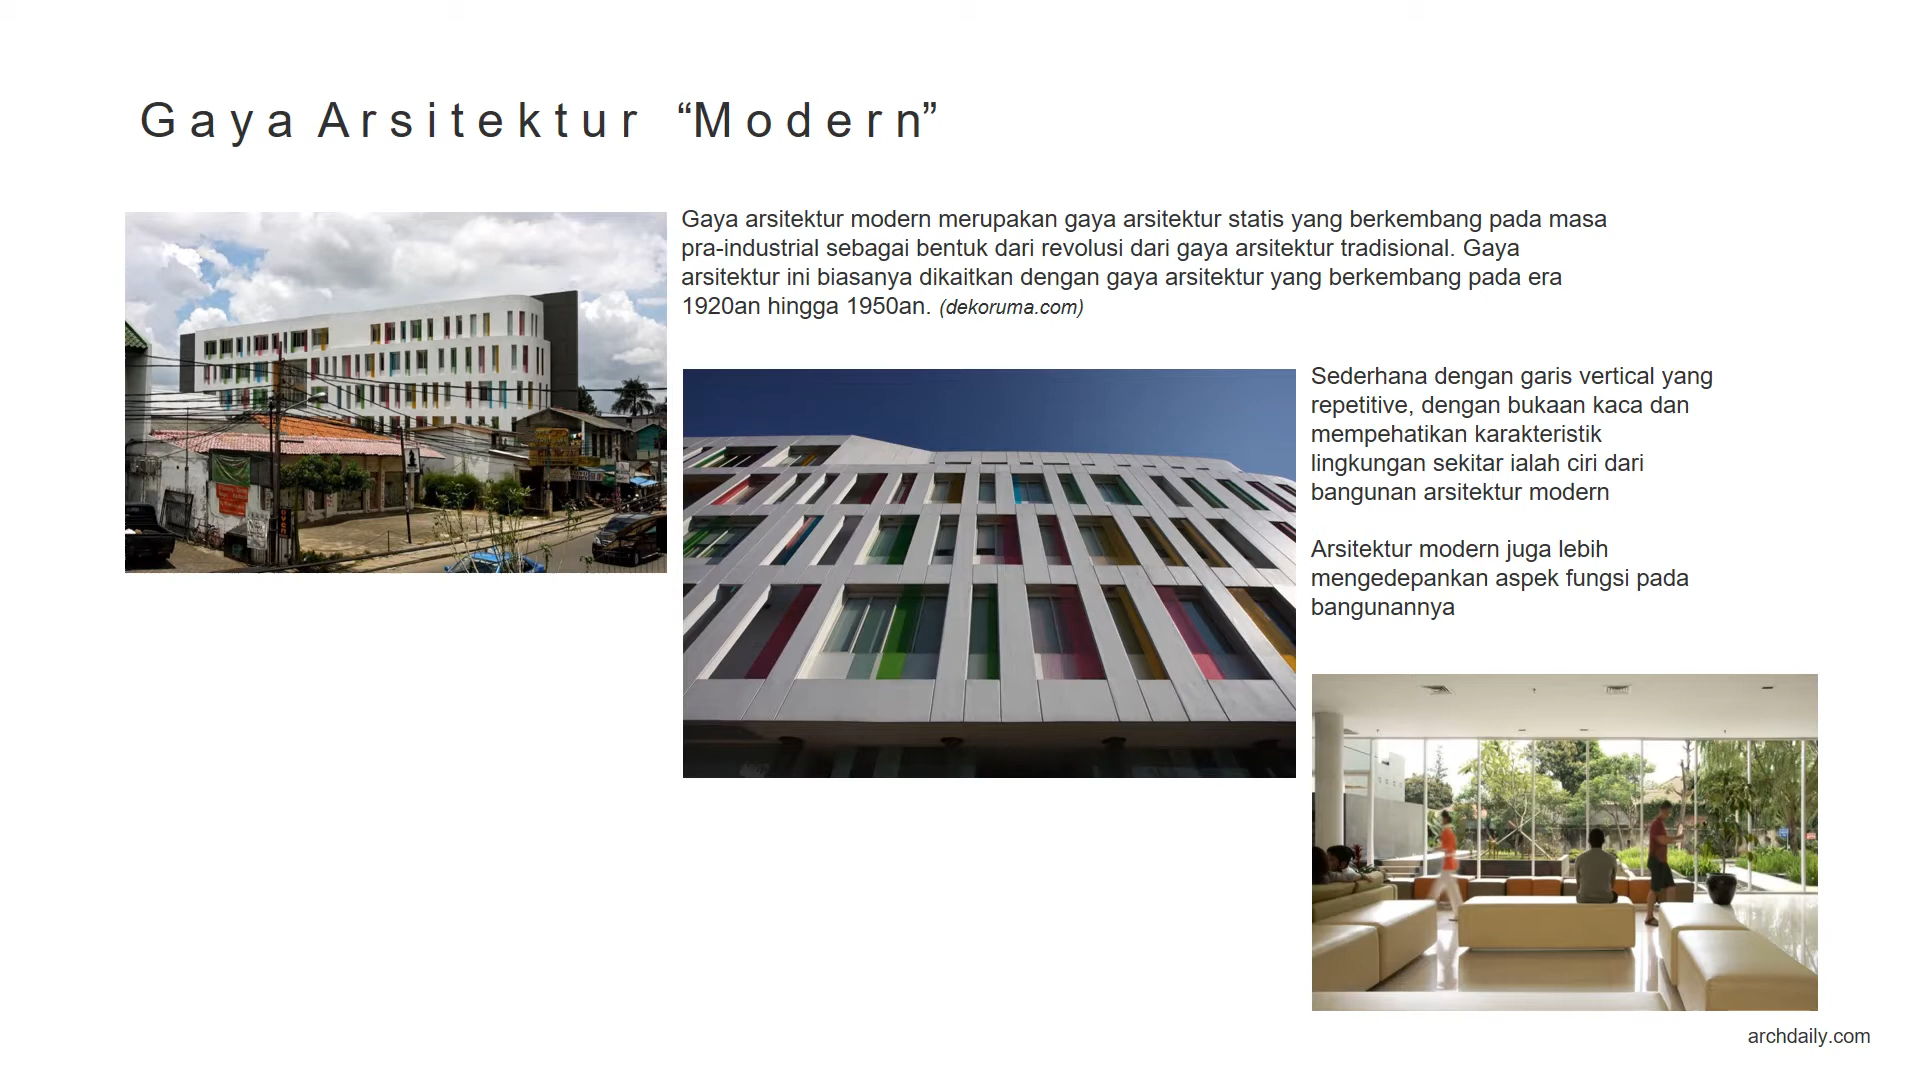 Gaya Arsitektur “Modern”
Gaya arsitektur modern merupakan gaya arsitektur statis yang berkembang pada masa
pra-industrial sebagai bentuk dari revolusi dari gaya arsitektur tradisional. Gaya
arsitektur ini biasanya dikaitkan dengan gaya arsitektur yang berkembang pada era
1920an hingga 1950an. (dekoruma.com)
Sederhana dengan garis vertical yang
repetitive, dengan bukaan kaca dan
mempehatikan karakteristik
lingkungan sekitar ialah ciri dari
bangunan arsitektur modern
Arsitektur modern juga lebih
mengedepankan aspek fungsi pada
bangunannya
archdaily.com